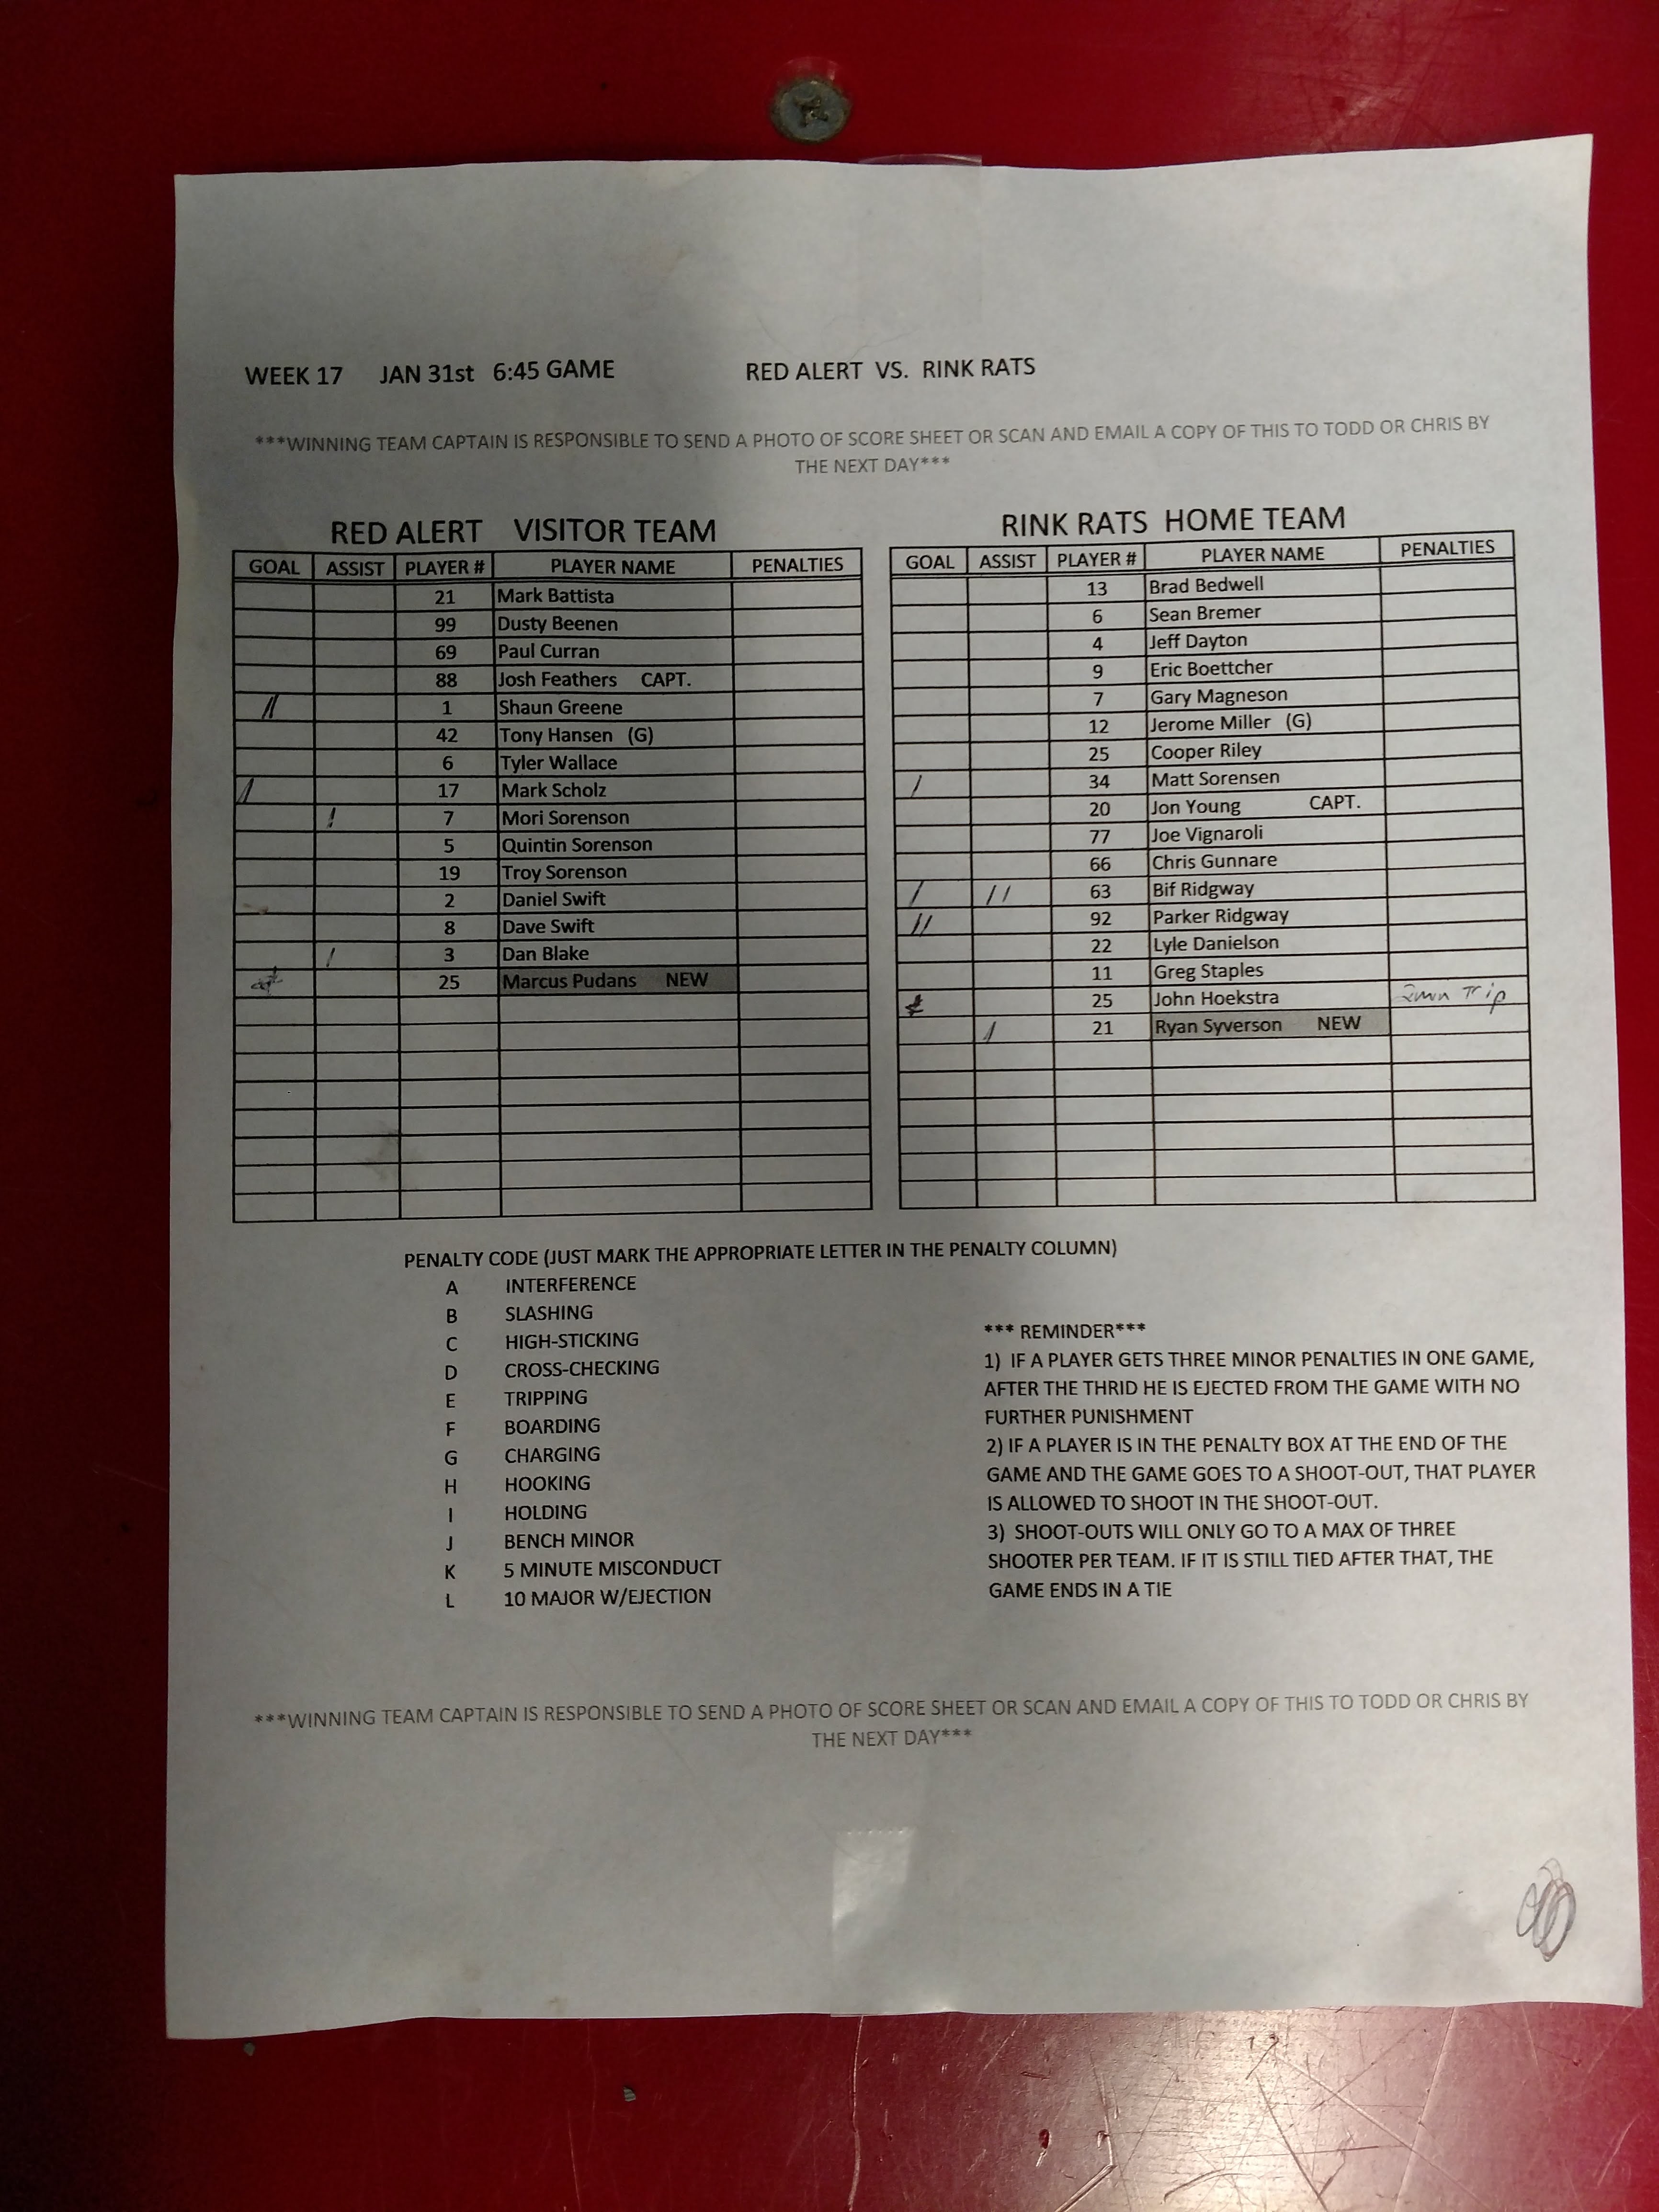 WEEK 17 JAN 31st 6:45 GAME RED ALERT VS. RINK RATS
***WINNING TEAM CAPTAIN IS RESPONSIBLE TO SEND A PHOTO OF SCORE SHEET OR SCAN AND EMAIL A COPY OF THIS TO TODD OR CHRIS BY
THE NEXT DAY***
RED ALERT VISITOR TEAM
GOAL ASSIST PLAYER # PLAYER NAME PENALTIES
21 Mark Battista
99 Dusty Beenen
69 Paul Curran
88 Josh Feathers CAPT.
// 1 Shaun Greene
42 Tony Hansen (G)
6 Tyler Wallace
/ 17 Mark Scholz
/ 7 Mori Sorenson
5 Quintin Sorenson
19 Troy Sorenson
2 Daniel Swift
8 Dave Swift
/ 3 Dan Blake
25 Marcus Pudans NEW
RINK RATS HOME TEAM
GOAL ASSIST PLAYER # PLAYER NAME PENALTIES
13 Brad Bedwell
6 Sean Bremer
4 Jeff Dayton
9 Eric Boettcher
7 Gary Magneson
12 Jerome Miller (G)
25 Cooper Riley
/ 34 Matt Sorensen
20 Jon Young CAPT.
77 Joe Vignaroli
66 Chris Gunnare
/ // 63 Bif Ridgway
// 92 Parker Ridgway
22 Lyle Danielson
11 Greg Staples
25 John Hoekstra 2min Trip
/ 21 Ryan Syverson NEW
PENALTY CODE (JUST MARK THE APPROPRIATE LETTER IN THE PENALTY COLUMN)
A INTERFERENCE
B SLASHING
C HIGH-STICKING
D CROSS-CHECKING
E TRIPPING
F BOARDING
G CHARGING
H HOOKING
I HOLDING
J BENCH MINOR
K 5 MINUTE MISCONDUCT
L 10 MAJOR W/EJECTION
*** REMINDER***
1) IF A PLAYER GETS THREE MINOR PENALTIES IN ONE GAME,
AFTER THE THRID HE IS EJECTED FROM THE GAME WITH NO
FURTHER PUNISHMENT
2) IF A PLAYER IS IN THE PENALTY BOX AT THE END OF THE
GAME AND THE GAME GOES TO A SHOOT-OUT, THAT PLAYER
IS ALLOWED TO SHOOT IN THE SHOOT-OUT.
3) SHOOT-OUTS WILL ONLY GO TO A MAX OF THREE
SHOOTER PER TEAM. IF IT IS STILL TIED AFTER THAT, THE
GAME ENDS IN A TIE
***WINNING TEAM CAPTAIN IS RESPONSIBLE TO SEND A PHOTO OF SCORE SHEET OR SCAN AND EMAIL A COPY OF THIS TO TODD OR CHRIS BY
THE NEXT DAY***